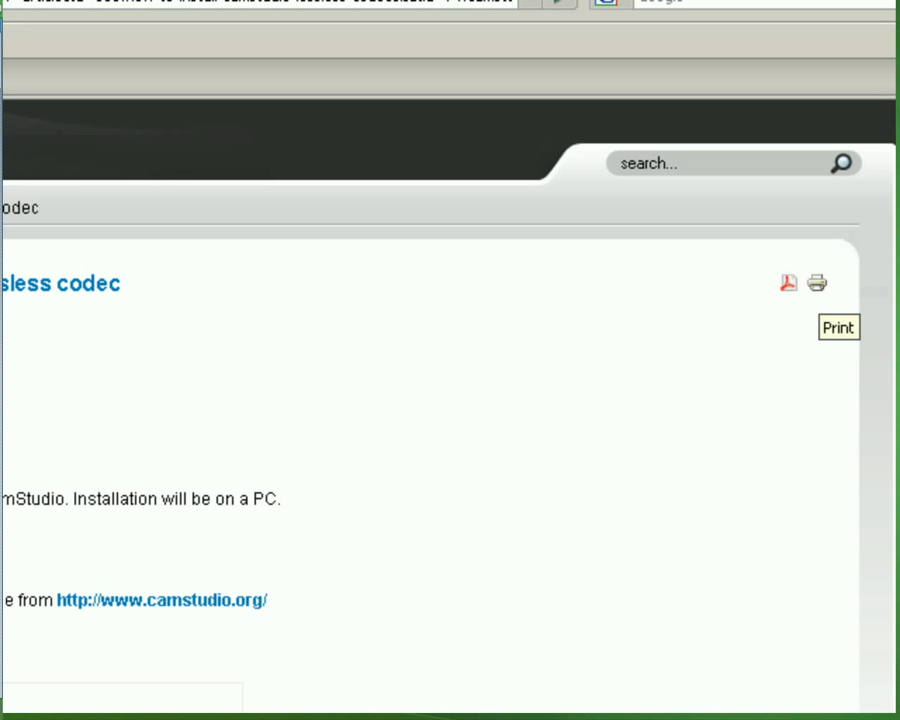 search...
odec
sless codec
Print
mStudio. Installation will be on a PC.
e from http://www.camstudio.org/